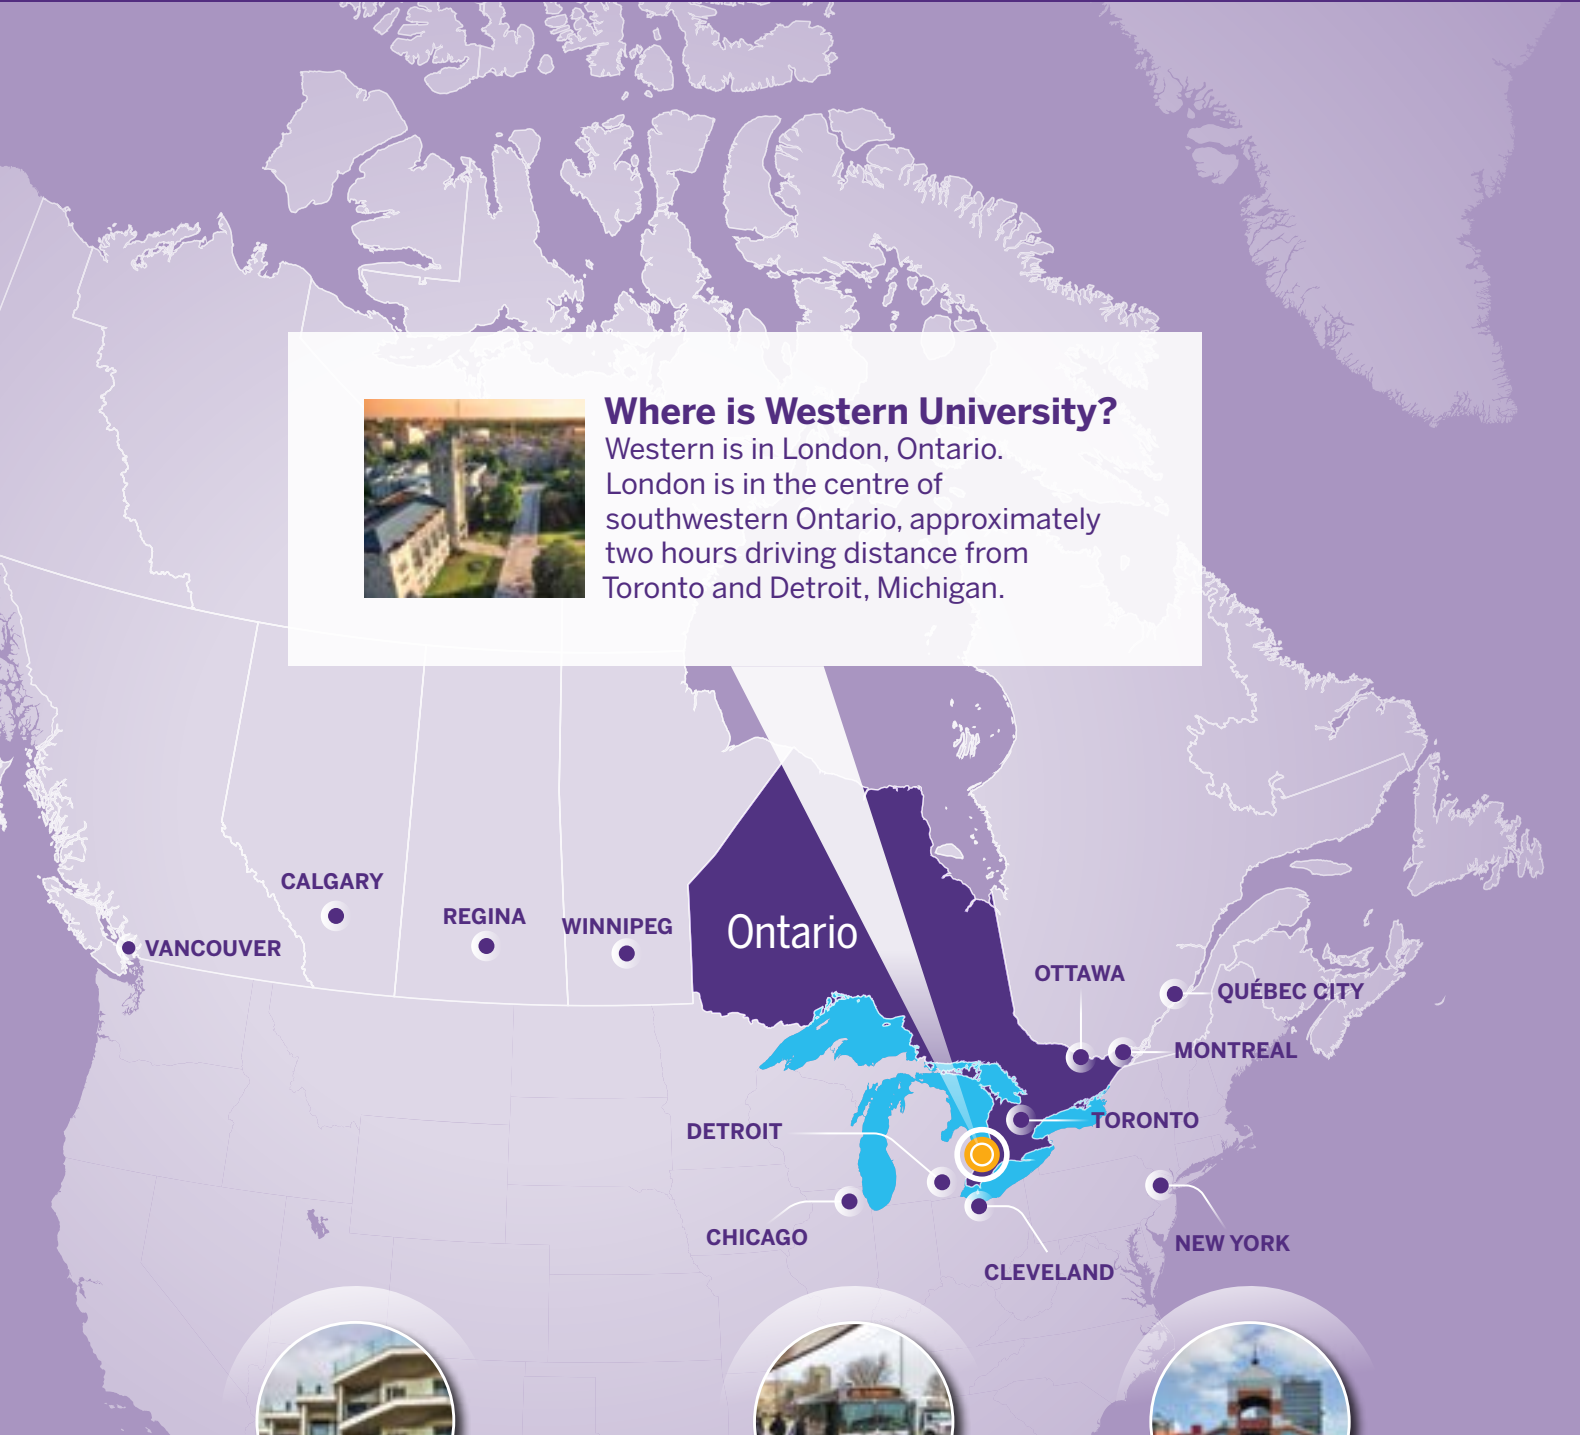 Where is Western University?
Western is in London, Ontario.
London is in the centre of
southwestern Ontario, approximately
two hours driving distance from
Toronto and Detroit, Michigan.
CALGARY
REGINA
WINNIPEG
VANCOUVER
Ontario
OTTAWA
QUÉBEC CITY
MONTREAL
TORONTO
DETROIT
CHICAGO
NEW YORK
CLEVELAND